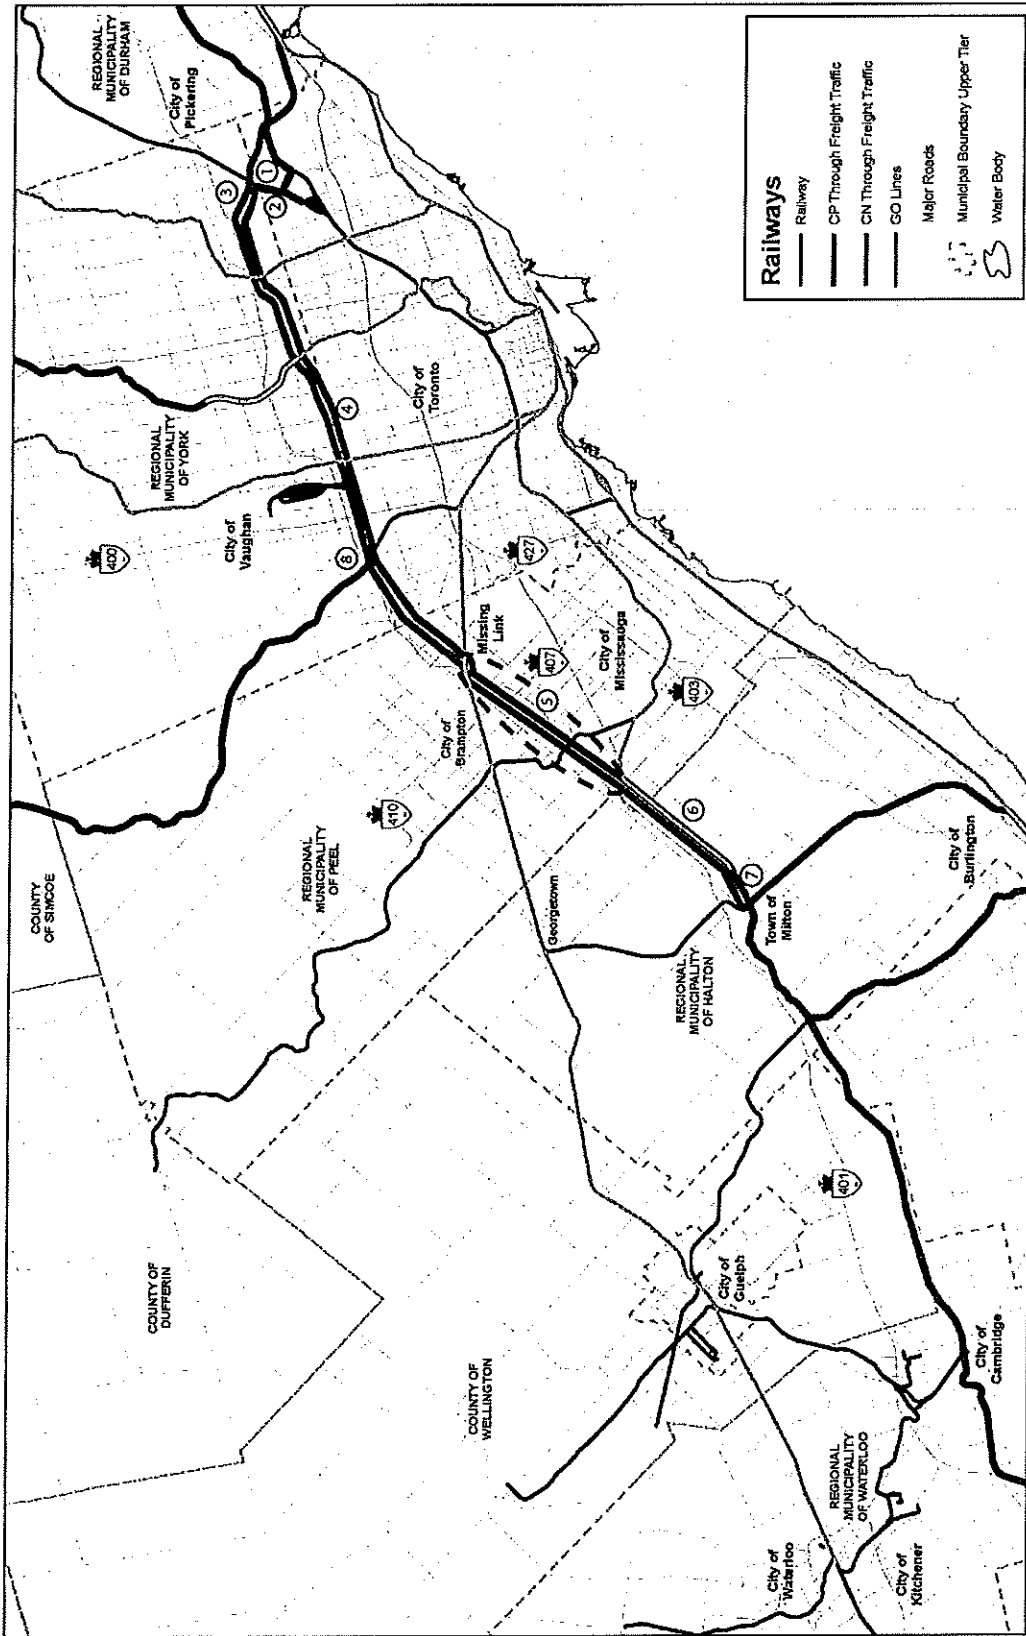 REGIONAL
MUNICIPALITY
OF DURHAM
City of
Pickering
1
2
3
REGIONAL
MUNICIPALITY
OF YORK
4
City of
Toronto
400
City of
Vaughan
8
427
Missing
Link
407
City of
Mississauga
5
403
City of
Brampton
410
REGIONAL
MUNICIPALITY
OF PEEL
COUNTY
OF SIMCOE
6
7
Georgetown
Town of
Milton
City of
Burlington
REGIONAL
MUNICIPALITY
OF HALTON
401
COUNTY OF
DUFFERIN
City of
Guelph
COUNTY OF
WELLINGTON
City of
Cambridge
REGIONAL
MUNICIPALITY
OF WATERLOO
City of
Waterloo
City of
Kitchener
Railways
Railway
CP Through Freight Traffic
CN Through Freight Traffic
GO Lines
Major Roads
Municipal Boundary Upper Tier
Water Body